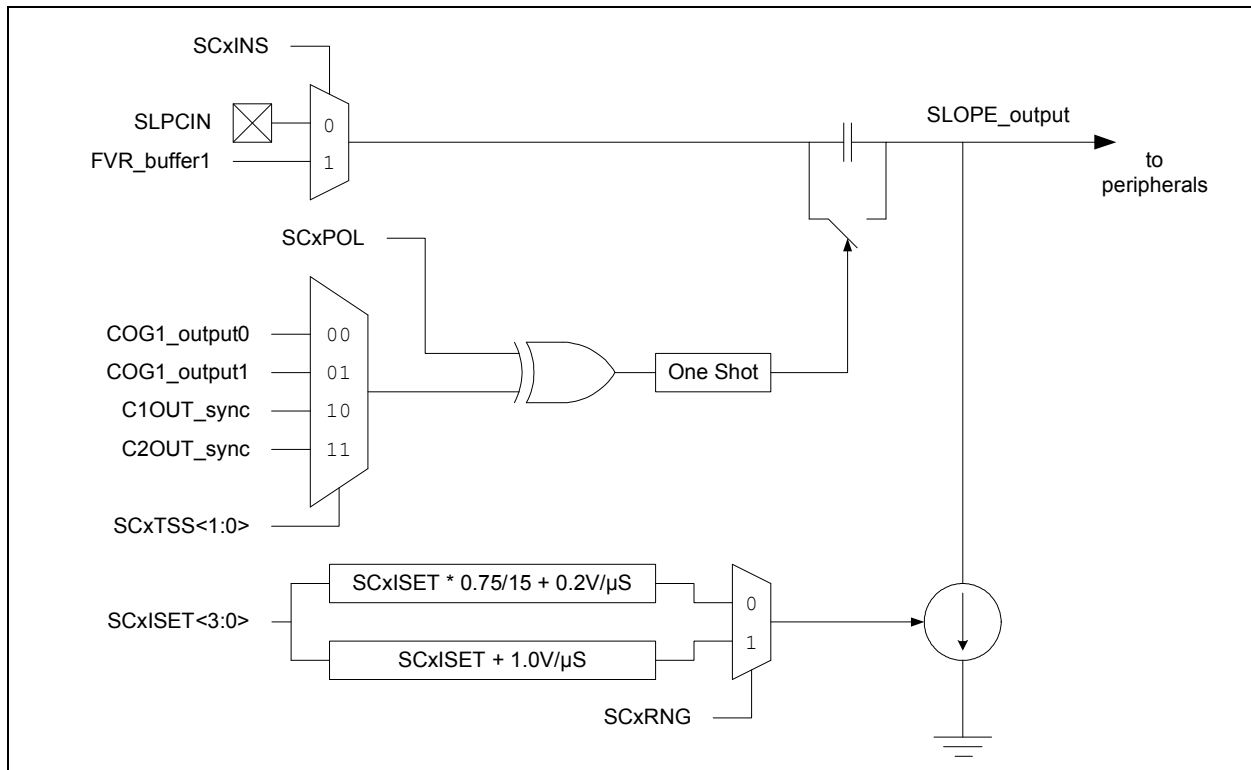 SCxINS
SLPCIN
0
FVR_buffer1
1
SLOPE_output
to
peripherals
SCxPOL
COG1_output0
00
COG1_output1
01
One Shot
C1OUT_sync
10
C2OUT_sync
11
SCxTSS<1:0>
SCxISET * 0.75/15 + 0.2V/µS
0
SCxISET<3:0>
1
SCxISET + 1.0V/µS
SCxRNG